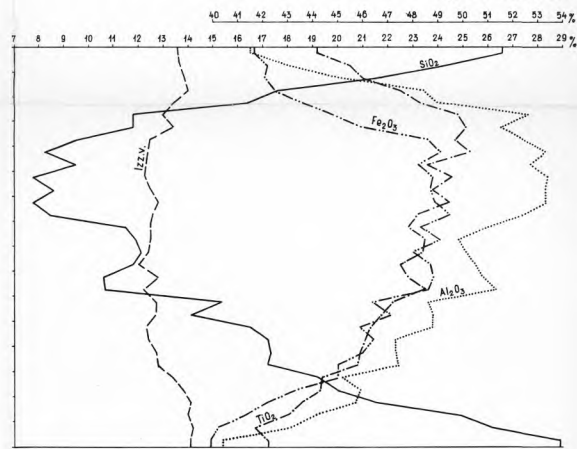 40 41 42 43 44 45 46 47 48 49 50 51 52 53 54 %
7 8 9 10 11 12 13 14 15 16 17 18 19 20 21 22 23 24 25 26 27 28 29 %
SiO₂
Fe₂O₃
Izz.v.
Al₂O₃
TiO₂